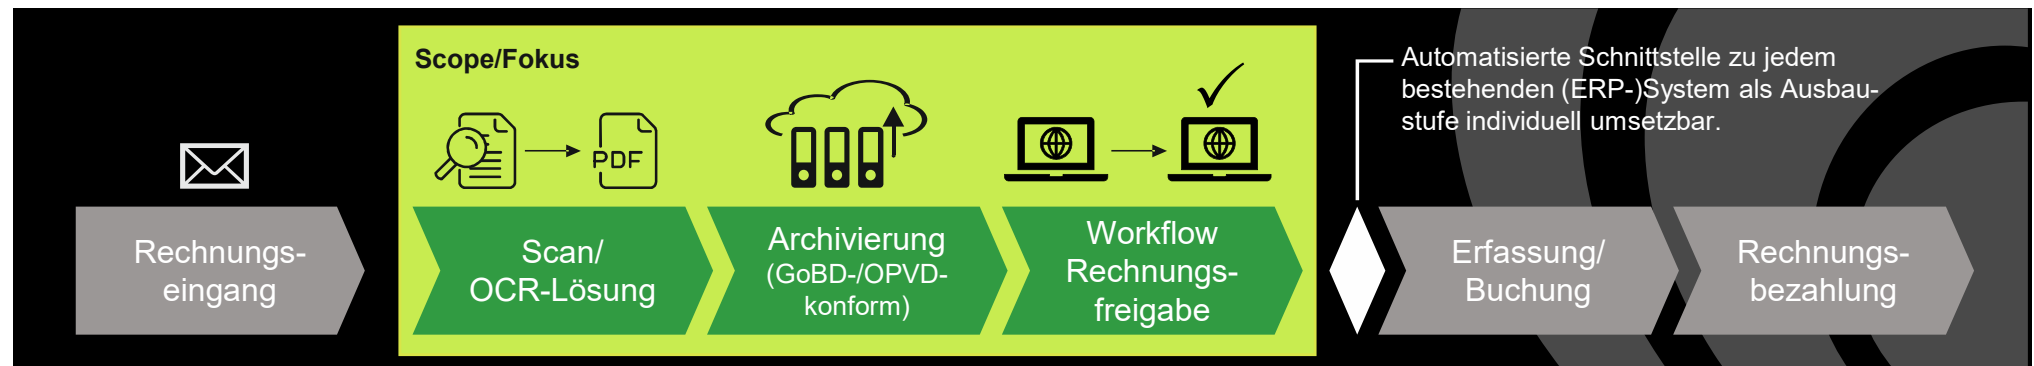 Scope/Fokus
Automatisierte Schnittstelle zu jedem
bestehenden (ERP-)System als Ausbau-
stufe individuell umsetzbar.
PDF
Rechnungs-
eingang
Scan/
OCR-Lösung
Archivierung
(GoBD-/OPVD-
konform)
Workflow
Rechnungs-
freigabe
Erfassung/
Buchung
Rechnungs-
bezahlung